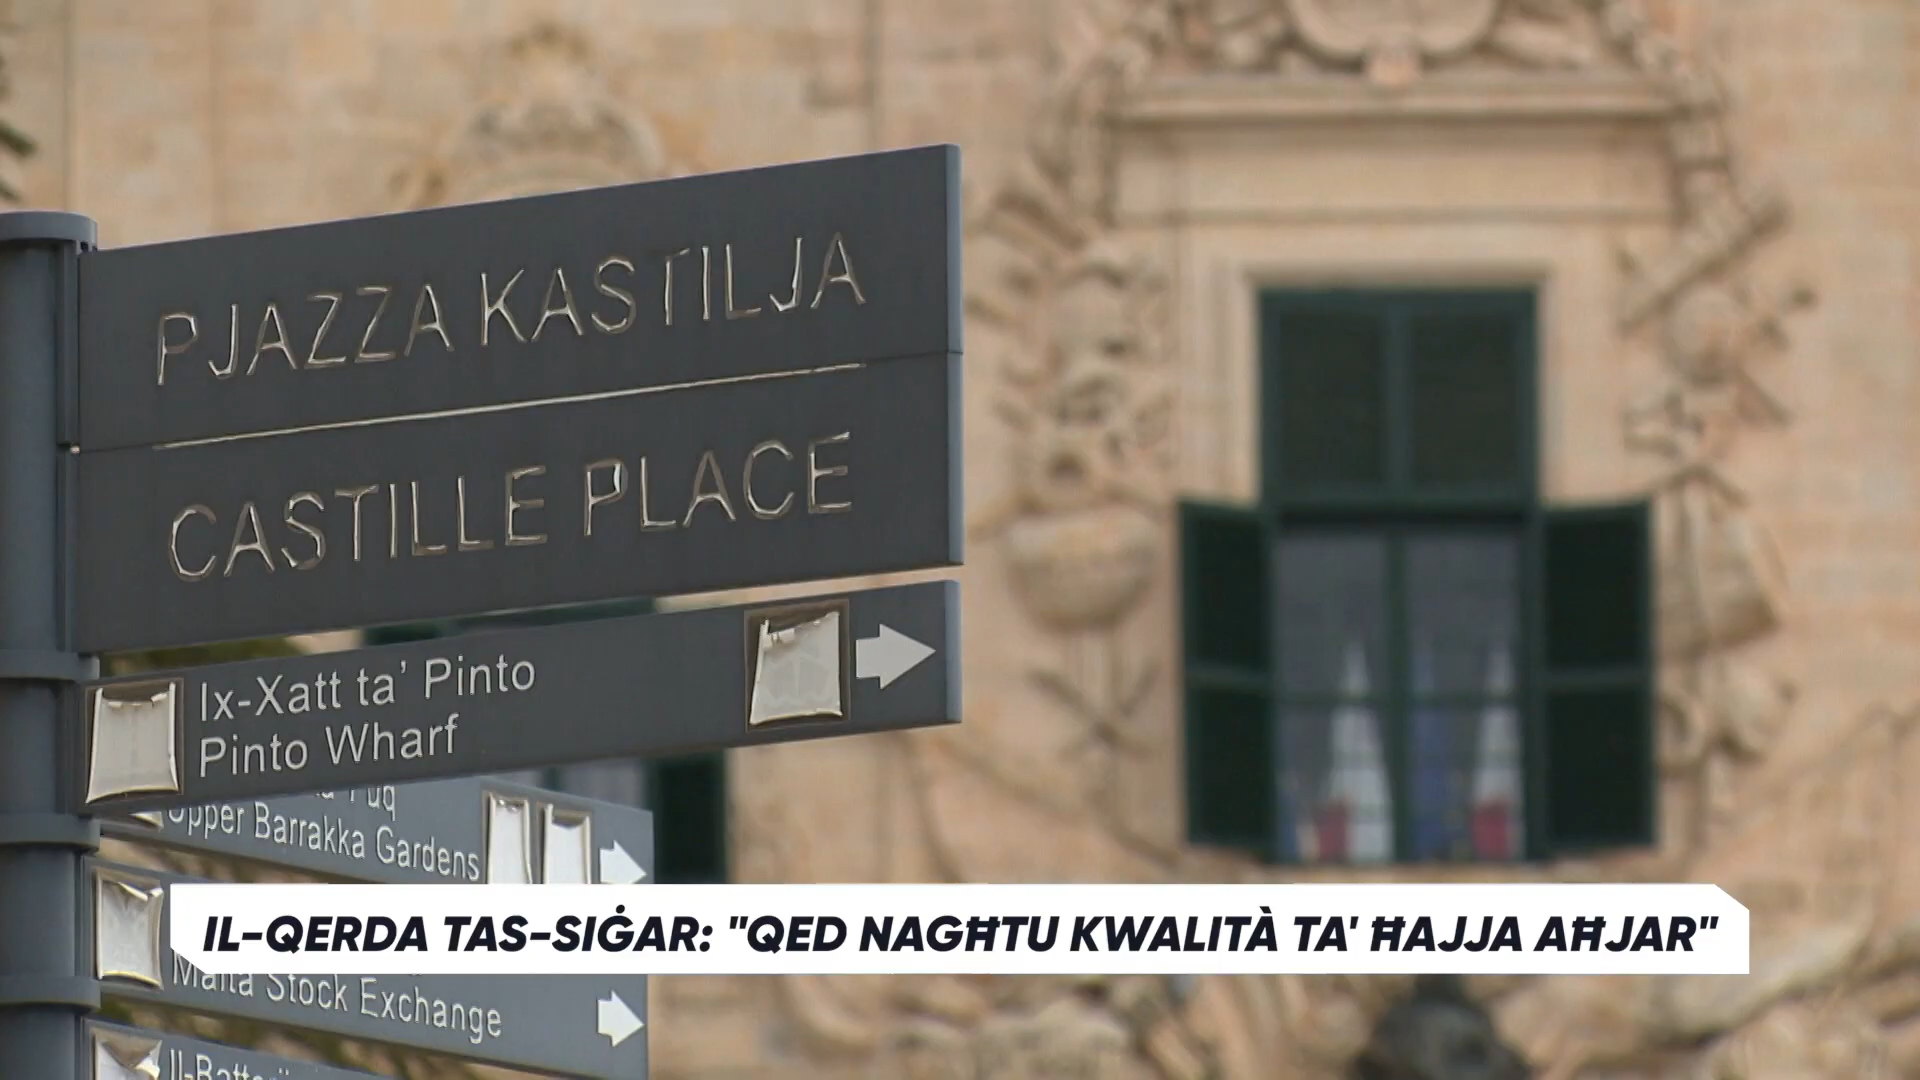 PJAZZA KASTILJA
CASTILLE PLACE
Ix-Xatt ta' Pinto
Pinto Wharf
Upper Barrakka Gardens
Malta Stock Exchange
IL-QERDA TAS-SIĠAR: "QED NAGĦTU KWALITÀ TA' ĦAJJA AĦJAR"